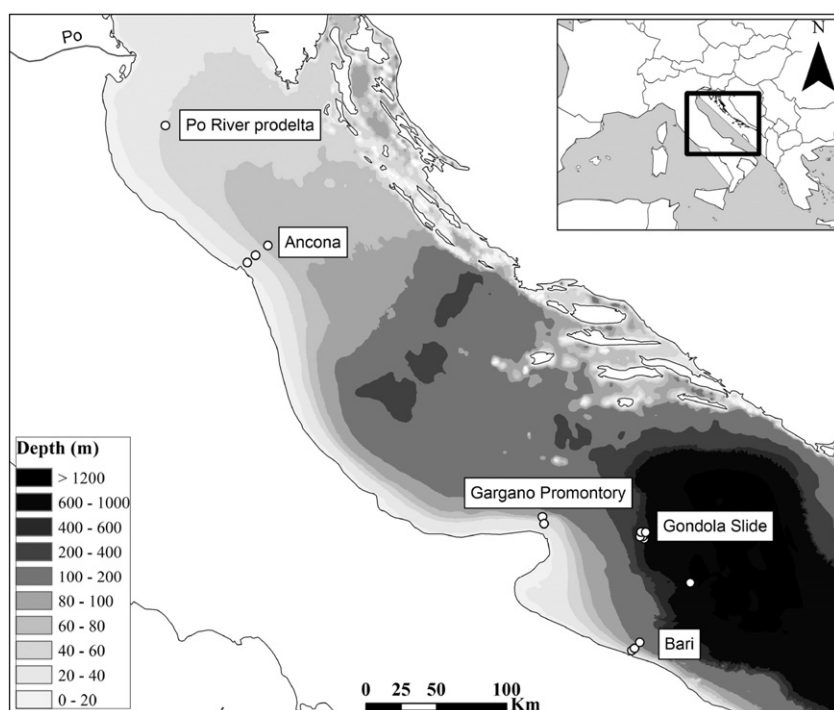 Po
N
Po River prodelta
Ancona
Depth (m)
> 1200
600 - 1000
400 - 600
200 - 400
100 - 200
80 - 100
60 - 80
40 - 60
20 - 40
0 - 20
Gargano Promontory
Gondola Slide
Bari
0 25 50 100
Km